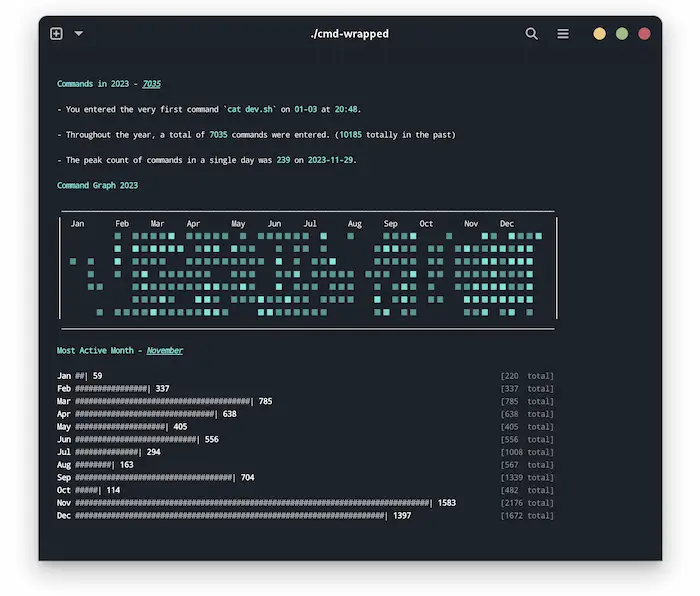 ./cmd-wrapped
Commands in 2023 - 7035
- You entered the very first command `cat dev.sh` on 01-03 at 20:48.
- Throughout the year, a total of 7035 commands were entered. (10185 totally in the past)
- The peak count of commands in a single day was 239 on 2023-11-29.
Command Graph 2023
Jan Feb Mar Apr May Jun Jul Aug Sep Oct Nov Dec
Most Active Month - November
Jan ##| 59 [220 total]
Feb ################| 337 [337 total]
Mar #######################################| 785 [785 total]
Apr ###############################| 638 [638 total]
May ####################| 405 [405 total]
Jun ###########################| 556 [556 total]
Jul ##############| 294 [1008 total]
Aug ########| 163 [567 total]
Sep ###################################| 704 [1339 total]
Oct #####| 114 [482 total]
Nov ###############################################################################| 1583 [2176 total]
Dec #####################################################################| 1397 [1672 total]